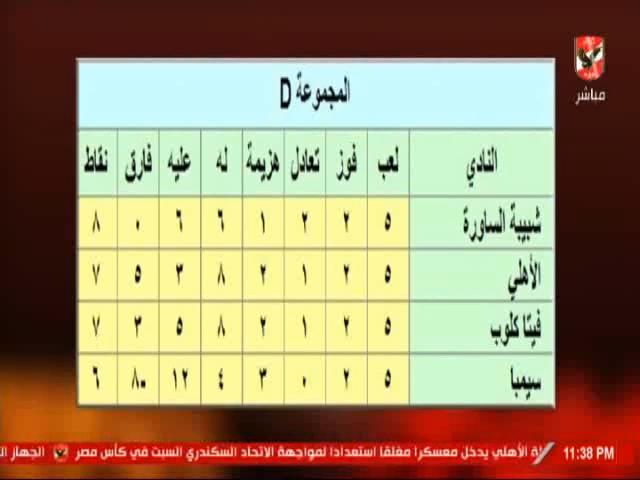 المجموعة D
النادي لعب فوز تعادل هزيمة له عليه فارق نقاط
شبيبة الساورة ٥ ٢ ٢ ١ ٦ ٦ ٠ ٨
الأهلي ٥ ٢ ١ ٢ ٨ ٣ ٥ ٧
فيتا كلوب ٥ ٢ ١ ٢ ٨ ٥ ٣ ٧
سيمبا ٥ ٢ ٠ ٣ ٤ ١٢ ٨- ٦
مباشر
الأهلي يدخل معسكرا مغلقا استعدادا لمواجهة الاتحاد السكندري السبت في كأس مصر الجهاز
11:38 PM